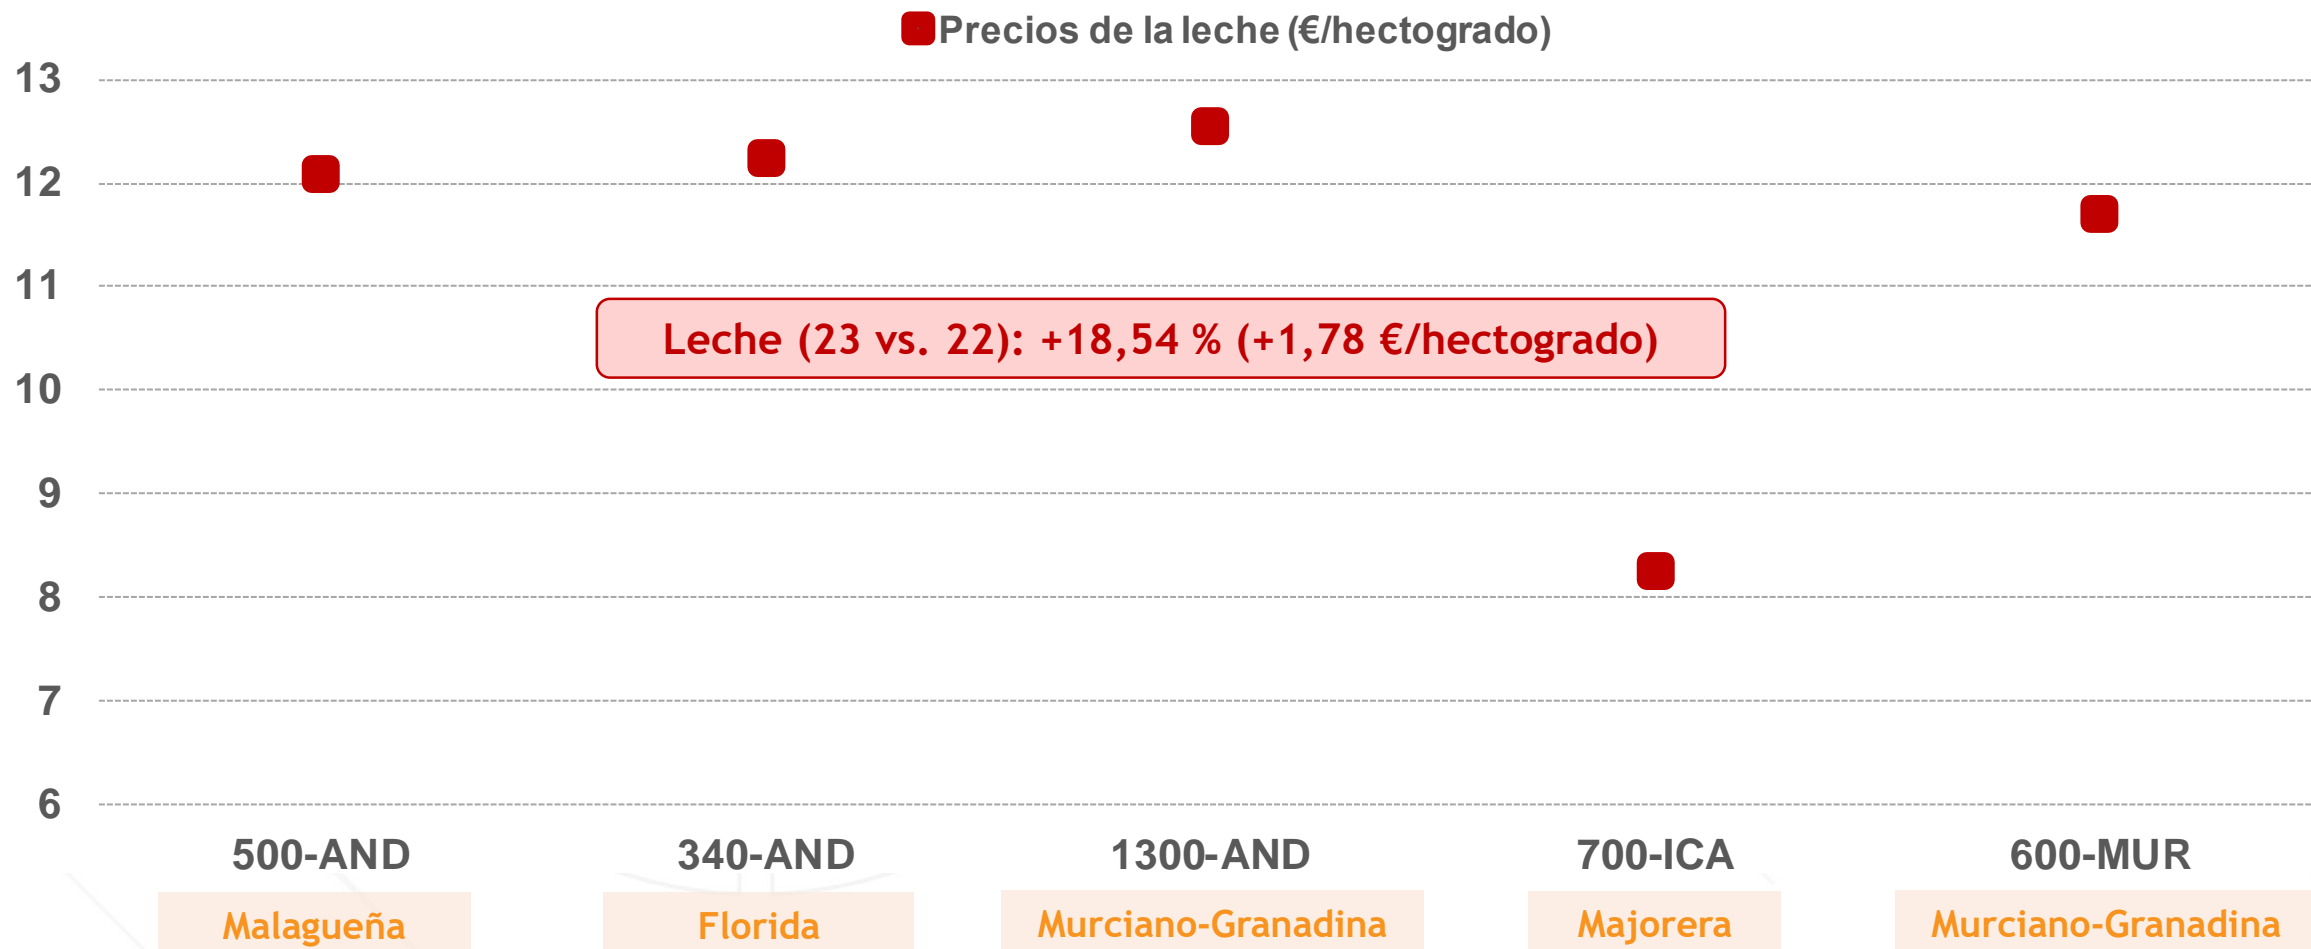 Precios de la leche (€/hectogrado)
13
12
11
Leche (23 vs. 22): +18,54 % (+1,78 €/hectogrado)
10
9
8
7
6
500-AND 340-AND 1300-AND 700-ICA 600-MUR
Malagueña Florida Murciano-Granadina Majorera Murciano-Granadina